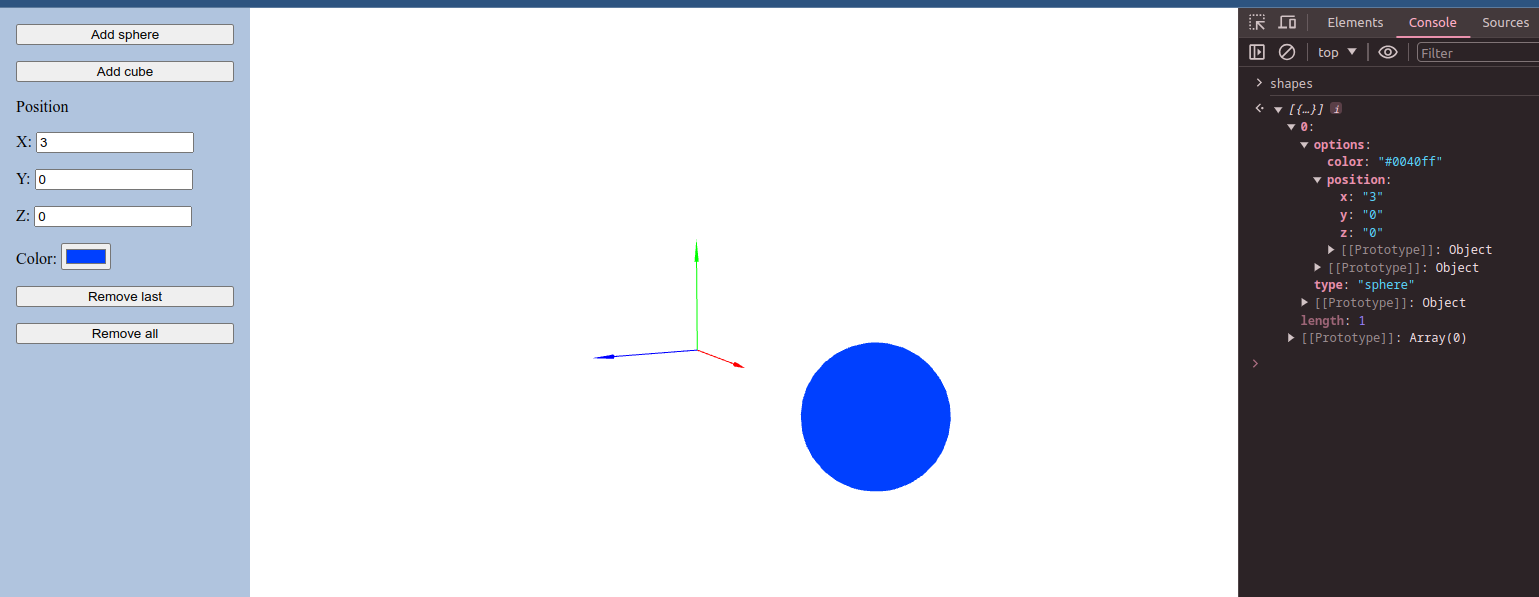 Add sphere
Add cube
Position
X: 3
Y: 0
Z: 0
Color:
Remove last
Remove all
Elements Console Sources
top Filter
shapes
[{…}] i
0:
options:
color: "#0040ff"
position:
x: "3"
y: "0"
z: "0"
[[Prototype]]: Object
[[Prototype]]: Object
type: "sphere"
[[Prototype]]: Object
length: 1
[[Prototype]]: Array(0)